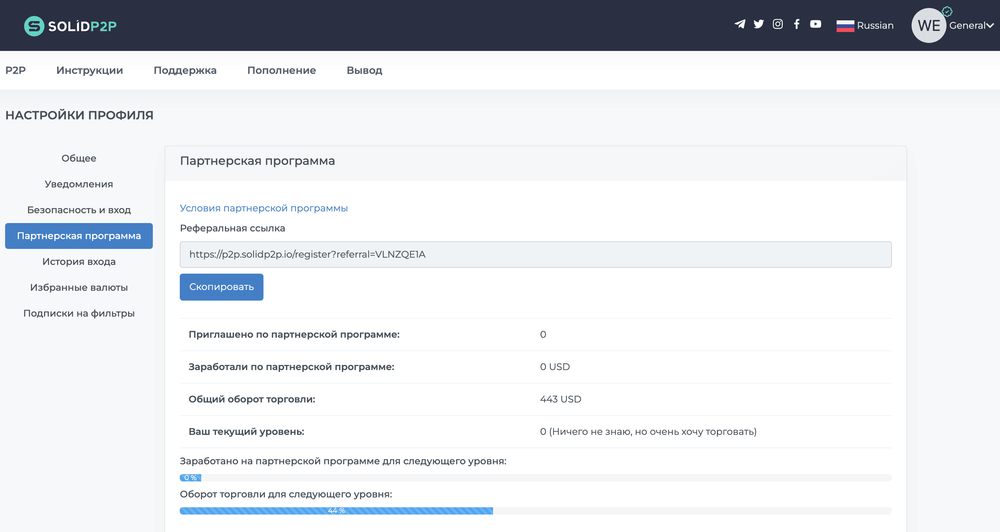 SOLIDP2P
Russian
WE
General
P2P
Инструкции
Поддержка
Пополнение
Вывод
НАСТРОЙКИ ПРОФИЛЯ
Общее
Уведомления
Безопасность и вход
Партнерская программа
История входа
Избранные валюты
Подписки на фильтры
Партнерская программа
Условия партнерской программы
Реферальная ссылка
https://p2p.solidp2p.io/register?referral=VLNZQE1A
Скопировать
Приглашено по партнерской программе: 0
Заработали по партнерской программе: 0 USD
Общий оборот торговли: 443 USD
Ваш текущий уровень: 0 (Ничего не знаю, но очень хочу торговать)
Заработано на партнерской программе для следующего уровня:
0 %
Оборот торговли для следующего уровня:
44 %